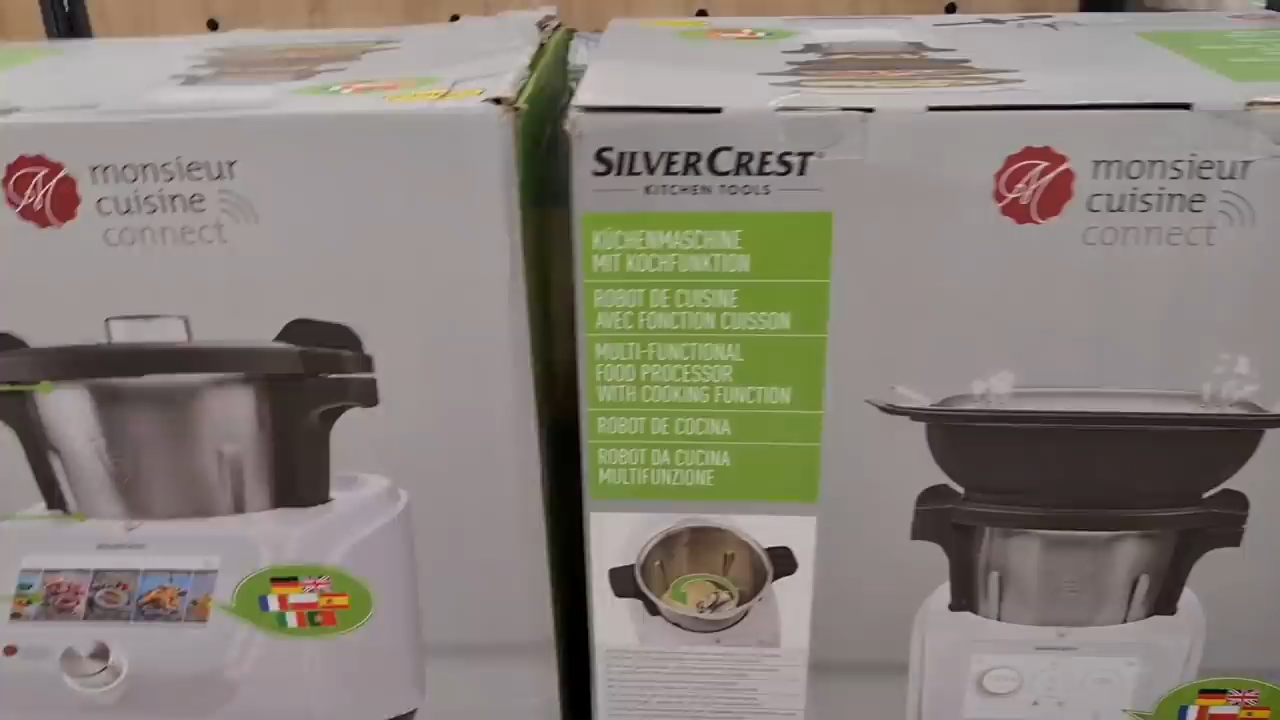 monsieur
cuisine
connect
SILVERCREST
KITCHEN TOOLS
KÜCHENMASCHINE
MIT KOCHFUNKTION
ROBOT DE CUISINE
AVEC FONCTION CUISSON
MULTI-FUNCTIONAL
FOOD PROCESSOR
WITH COOKING FUNCTION
ROBOT DE COCINA
ROBOT DA CUCINA
MULTIFUNZIONE
monsieur
cuisine
connect